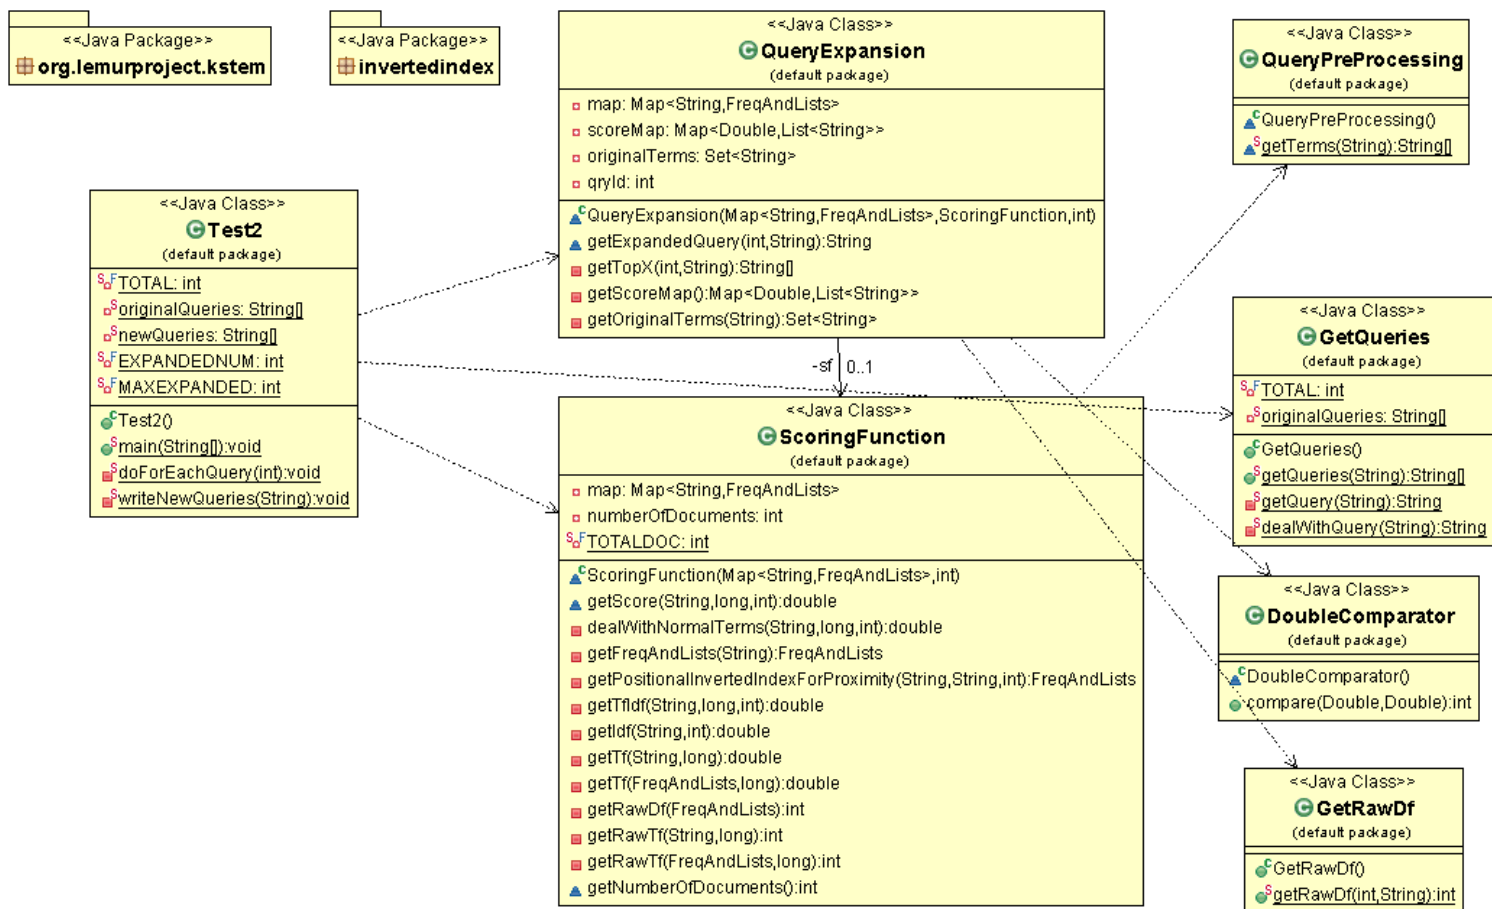 <<Java Package>>
org.lemurproject.kstem
<<Java Package>>
invertedindex
<<Java Class>>
QueryExpansion
(default package)
map: Map<String,FreqAndLists>
scoreMap: Map<Double,List<String>>
originalTerms: Set<String>
qryId: int
QueryExpansion(Map<String,FreqAndLists>,ScoringFunction,int)
getExpandedQuery(int,String):String
getTopX(int,String):String[]
getScoreMap():Map<Double,List<String>>
getOriginalTerms(String):Set<String>
<<Java Class>>
QueryPreProcessing
(default package)
QueryPreProcessing()
getTerms(String):String[]
<<Java Class>>
Test2
(default package)
TOTAL: int
originalQueries: String[]
newQueries: String[]
EXPANDEDNUM: int
MAXEXPANDED: int
Test2()
main(String[]):void
doForEachQuery(int):void
writeNewQueries(String):void
-sf 0..1
<<Java Class>>
GetQueries
(default package)
TOTAL: int
originalQueries: String[]
GetQueries()
getQueries(String):String[]
getQuery(String):String
dealWithQuery(String):String
<<Java Class>>
ScoringFunction
(default package)
map: Map<String,FreqAndLists>
numberOfDocuments: int
TOTALDOC: int
ScoringFunction(Map<String,FreqAndLists>,int)
getScore(String,long,int):double
dealWithNormalTerms(String,long,int):double
getFreqAndLists(String):FreqAndLists
getPositionalInvertedIndexForProximity(String,String,int):FreqAndLists
getTfIdf(String,long,int):double
getIdf(String,int):double
getTf(String,long):double
getTf(FreqAndLists,long):double
getRawDf(FreqAndLists):int
getRawTf(String,long):int
getRawTf(FreqAndLists,long):int
getNumberOfDocuments():int
<<Java Class>>
DoubleComparator
(default package)
DoubleComparator()
compare(Double,Double):int
<<Java Class>>
GetRawDf
(default package)
GetRawDf()
getRawDf(int,String):int